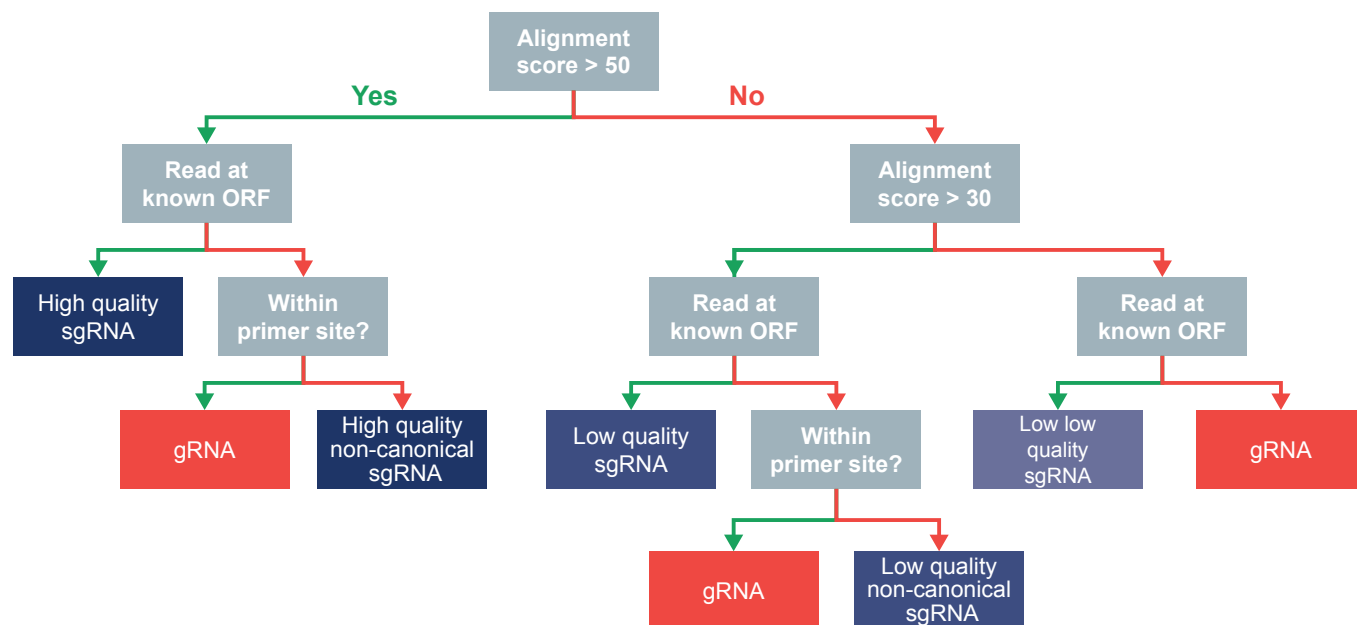 Alignment
score > 50
Yes
No
Read at
known ORF
Alignment
score > 30
High quality
sgRNA
Within
primer site?
Read at
known ORF
Read at
known ORF
gRNA
High quality
non-canonical
sgRNA
Low quality
sgRNA
Within
primer site?
Low low
quality
sgRNA
gRNA
gRNA
Low quality
non-canonical
sgRNA